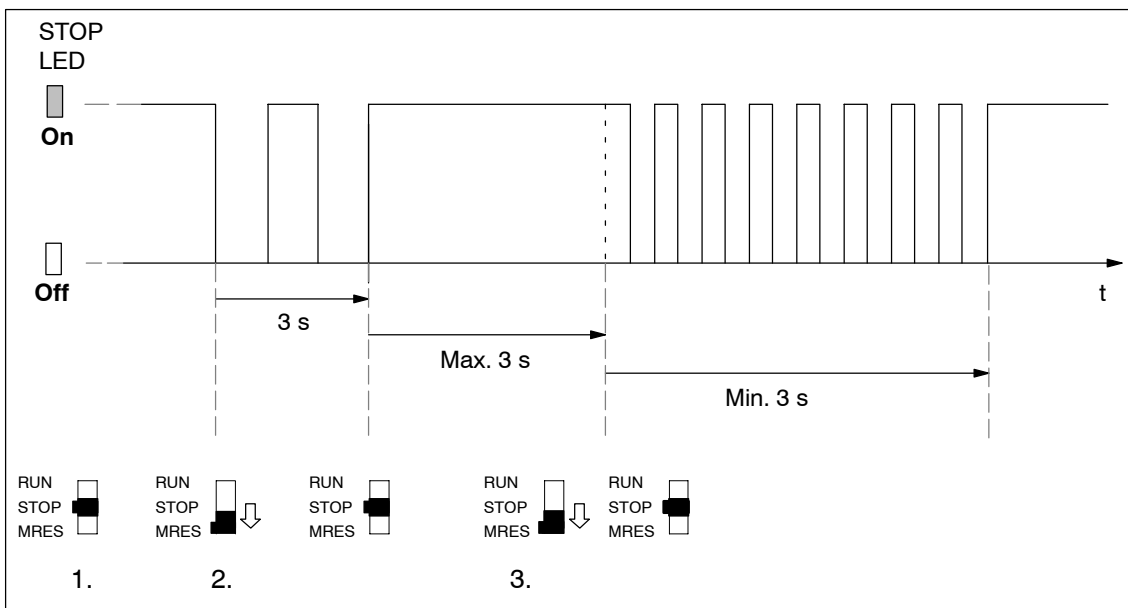 STOP
LED
On
Off
t
3 s
Max. 3 s
Min. 3 s
RUN
STOP
MRES
RUN
STOP
MRES
RUN
STOP
MRES
RUN
STOP
MRES
RUN
STOP
MRES
1.
2.
3.